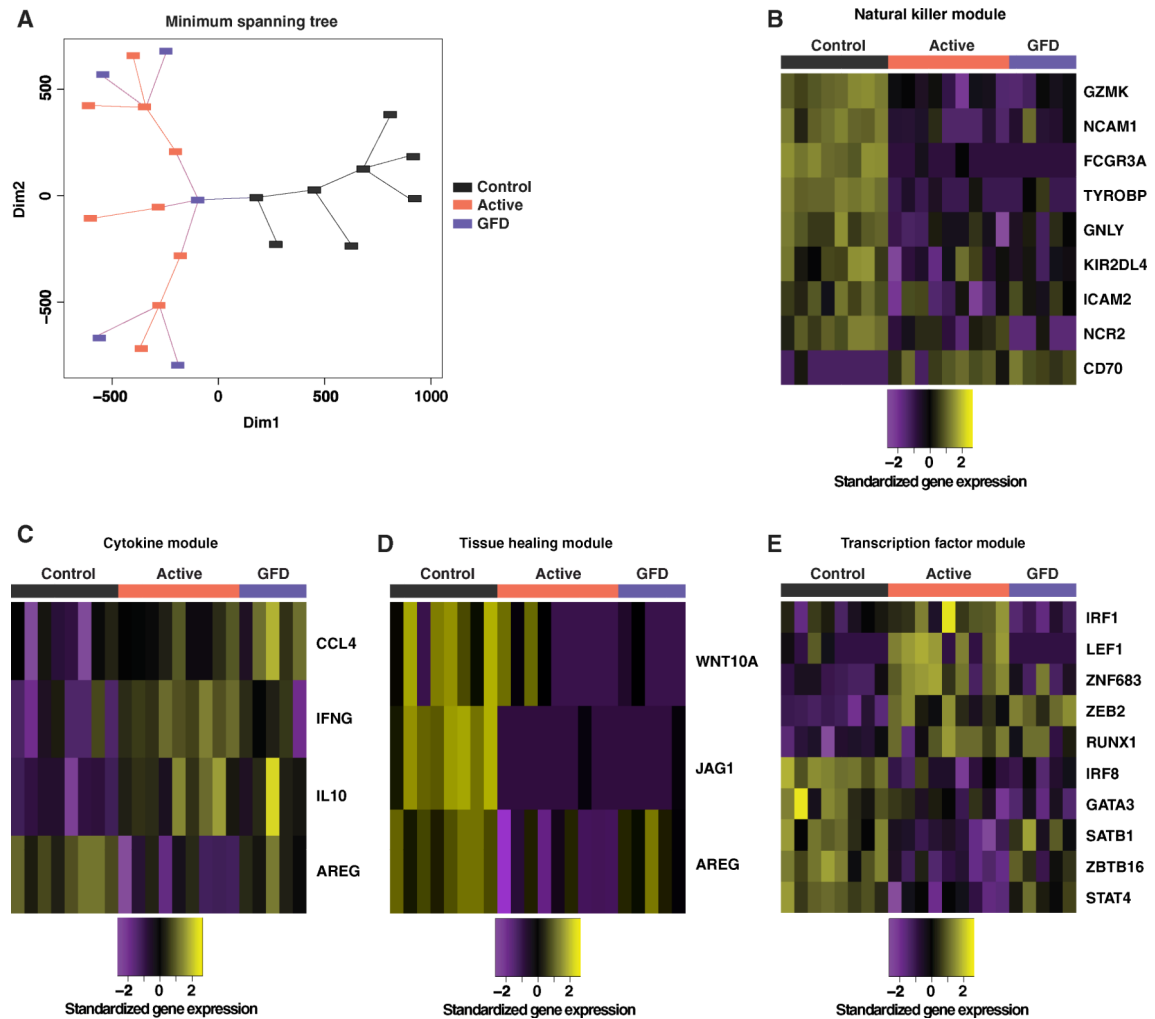 A
Minimum spanning tree
500
0
−500
Dim2
−500
0
500
1000
Dim1
Control
Active
GFD
B
Natural killer module
Control
Active
GFD
GZMK
NCAM1
FCGR3A
TYROBP
GNLY
KIR2DL4
ICAM2
NCR2
CD70
−2 0 2
Standardized gene expression
C
Cytokine module
Control
Active
GFD
CCL4
IFNG
IL10
AREG
−2 0 2
Standardized gene expression
D
Tissue healing module
Control
Active
GFD
WNT10A
JAG1
AREG
−2 0 2
Standardized gene expression
E
Transcription factor module
Control
Active
GFD
IRF1
LEF1
ZNF683
ZEB2
RUNX1
IRF8
GATA3
SATB1
ZBTB16
STAT4
−2 0 2
Standardized gene expression